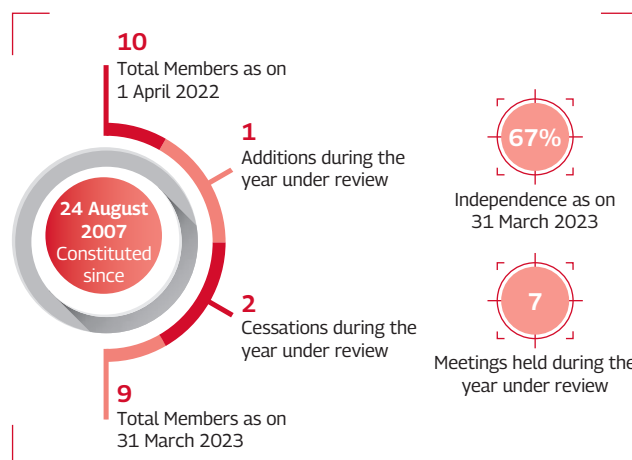 10
Total Members as on
1 April 2022
1
Additions during the
year under review
24 August
2007
Constituted
since
2
Cessations during the
year under review
9
Total Members as on
31 March 2023
67%
Independence as on
31 March 2023
7
Meetings held during the
year under review